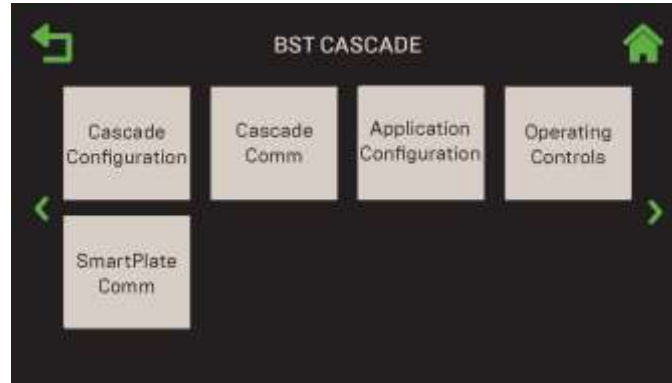 BST CASCADE
Cascade
Configuration
Cascade
Comm
Application
Configuration
Operating
Controls
SmartPlate
Comm